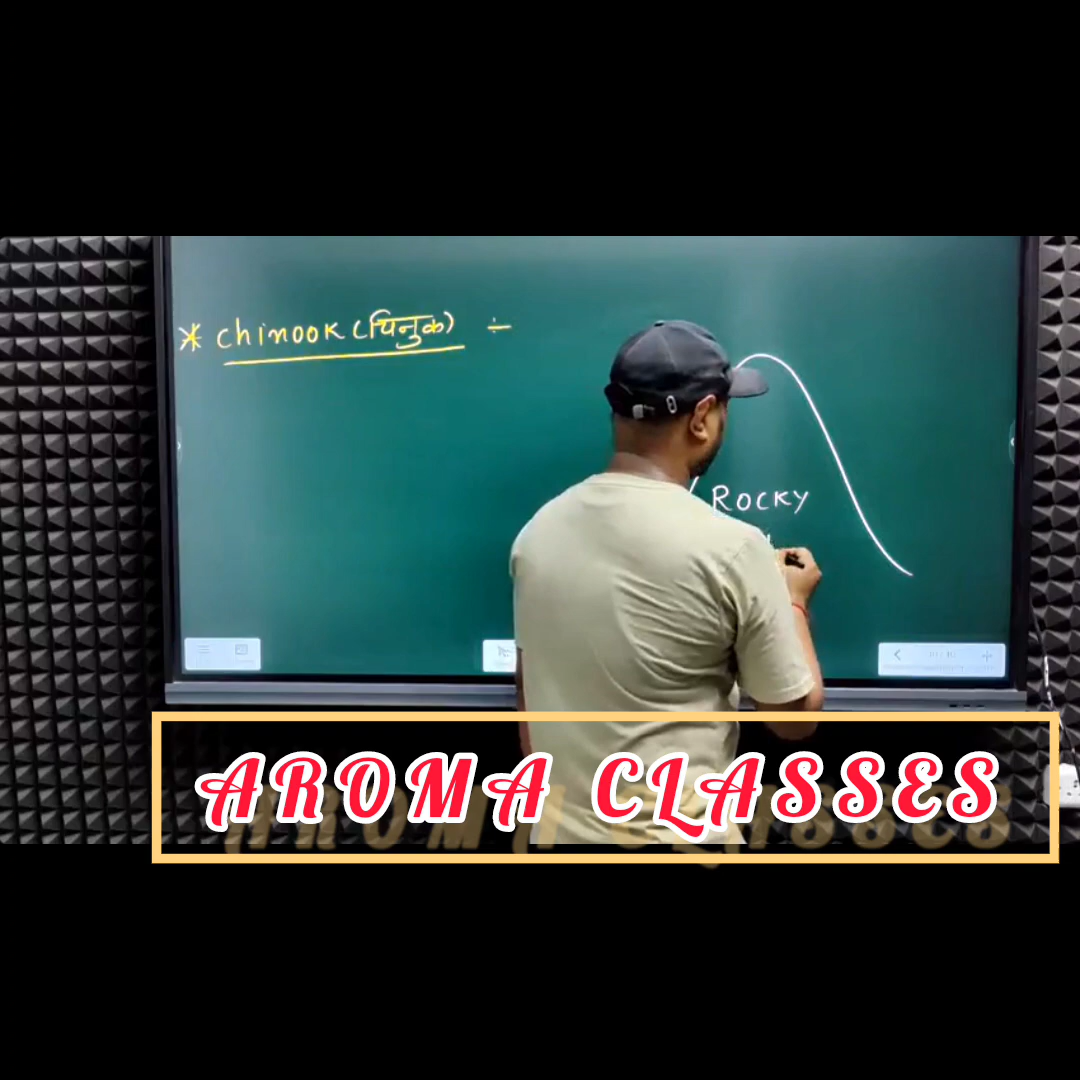 * Chinook (चिनुक) ÷
ROCKY
AROMA CLASSES